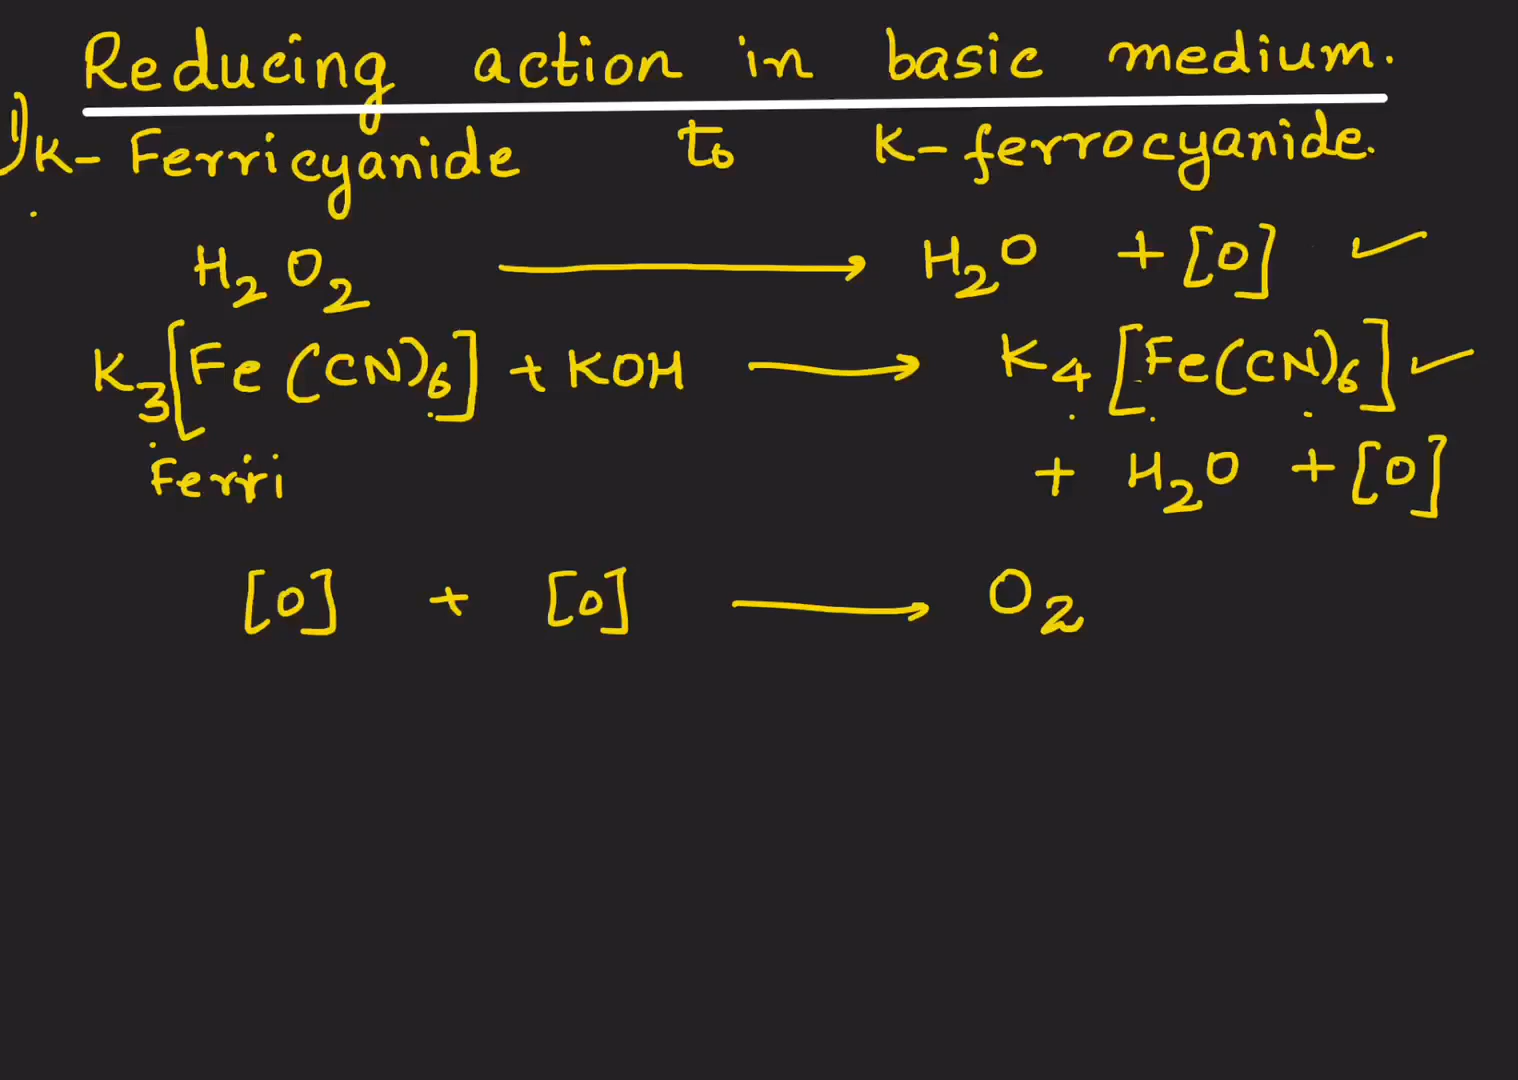 Reducing action in basic medium.
1) K- Ferricyanide to K- ferrocyanide.
H₂O₂ ⟶ H₂O + [O] ✓
K₃[Fe(CN)₆] + KOH ⟶ K₄[Fe(CN)₆] ✓
Ferri + H₂O + [O]
[O] + [O] ⟶ O₂